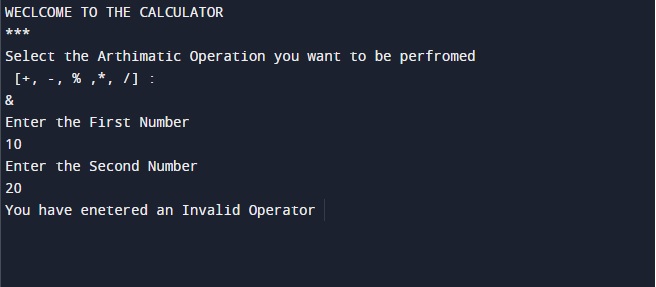 WECLCOME TO THE CALCULATOR
***
Select the Arthimatic Operation you want to be perfromed
[+, -, % ,*, /] :
&
Enter the First Number
10
Enter the Second Number
20
You have enetered an Invalid Operator